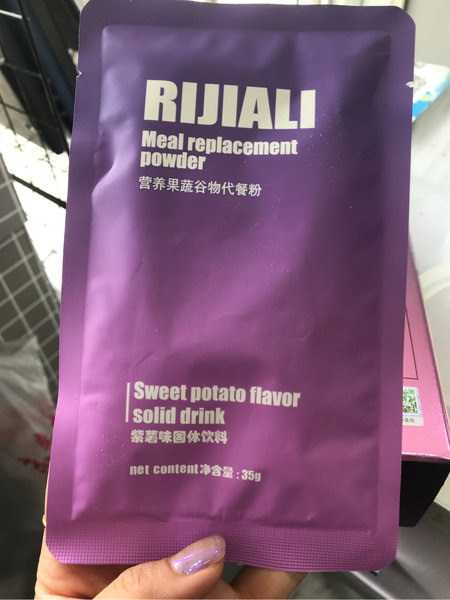 RIJIALI
Meal replacement
powder
营养果蔬谷物代餐粉
Sweet potato flavor
solid drink
紫薯味固体饮料
net content净含量:35g